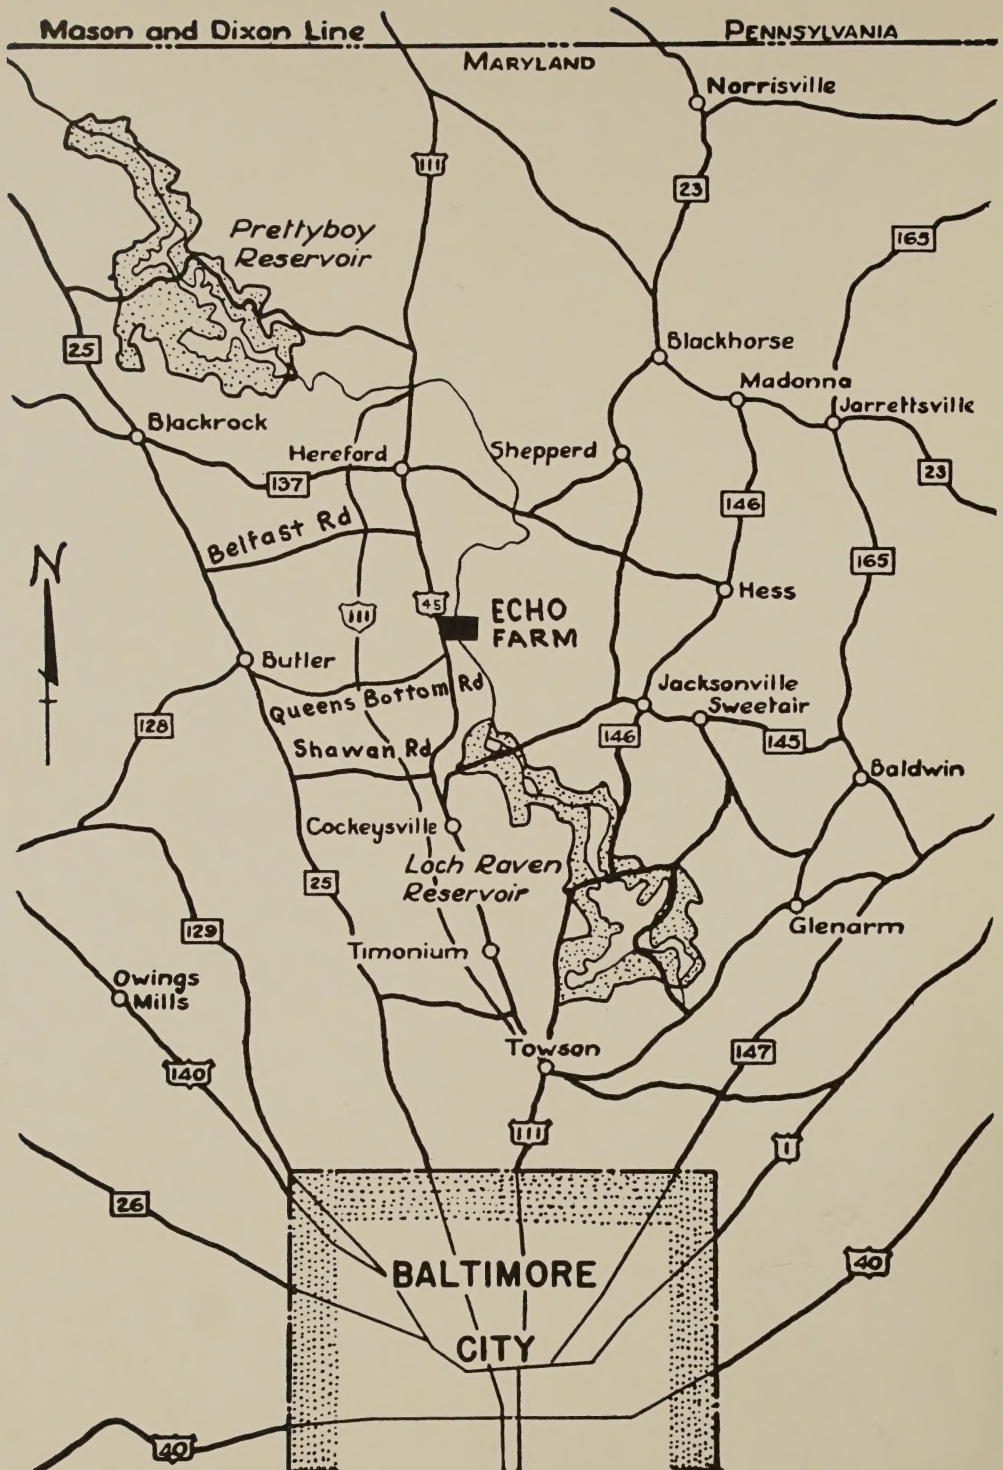 Mason and Dixon Line
PENNSYLVANIA
MARYLAND
Norrisville
111
23
Prettyboy
Reservoir
165
25
Blackhorse
Madonna
Jarrettsville
Blackrock
Hereford
Shepperd
137
146
23
Belfast Rd
N
165
111
45
ECHO
FARM
Hess
Butler
Queens Bottom Rd
Jacksonville
Sweetair
128
Shawan Rd
146
145
Baldwin
Cockeysville
Loch Raven
Reservoir
25
129
Timonium
Glenarm
Owings
Mills
Towson
147
140
111
1
26
BALTIMORE
40
CITY
40